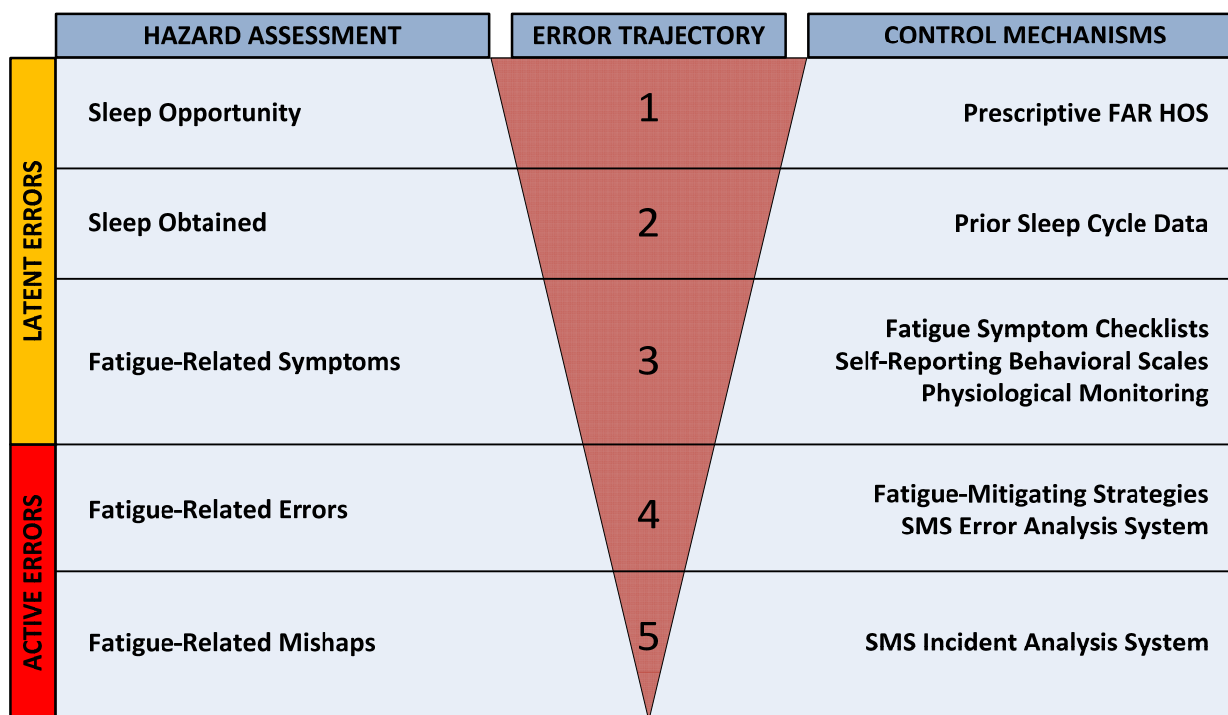 HAZARD ASSESSMENT
ERROR TRAJECTORY
CONTROL MECHANISMS
LATENT ERRORS
Sleep Opportunity
1
Prescriptive FAR HOS
Sleep Obtained
2
Prior Sleep Cycle Data
Fatigue-Related Symptoms
3
Fatigue Symptom Checklists
Self-Reporting Behavioral Scales
Physiological Monitoring
ACTIVE ERRORS
Fatigue-Related Errors
4
Fatigue-Mitigating Strategies
SMS Error Analysis System
Fatigue-Related Mishaps
5
SMS Incident Analysis System